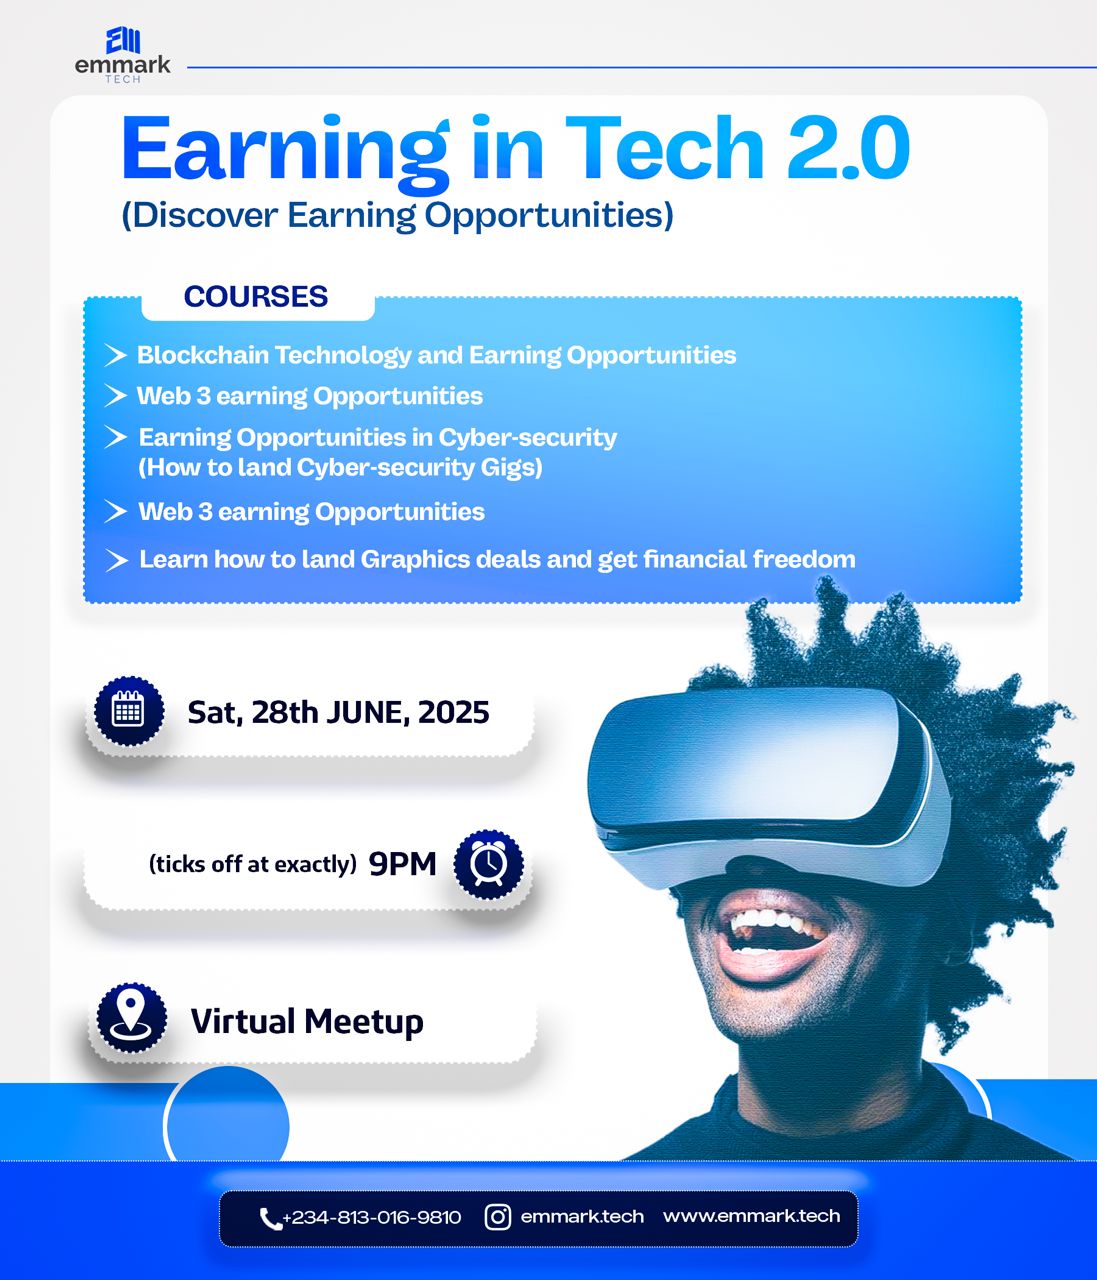 EM
emmark
TECH
Earning in Tech 2.0
(Discover Earning Opportunities)
COURSES
Blockchain Technology and Earning Opportunities
Web 3 earning Opportunities
Earning Opportunities in Cyber-security
(How to land Cyber-security Gigs)
Web 3 earning Opportunities
Learn how to land Graphics deals and get financial freedom
Sat, 28th JUNE, 2025
(ticks off at exactly) 9PM
Virtual Meetup
+234-813-016-9810 emmark.tech www.emmark.tech